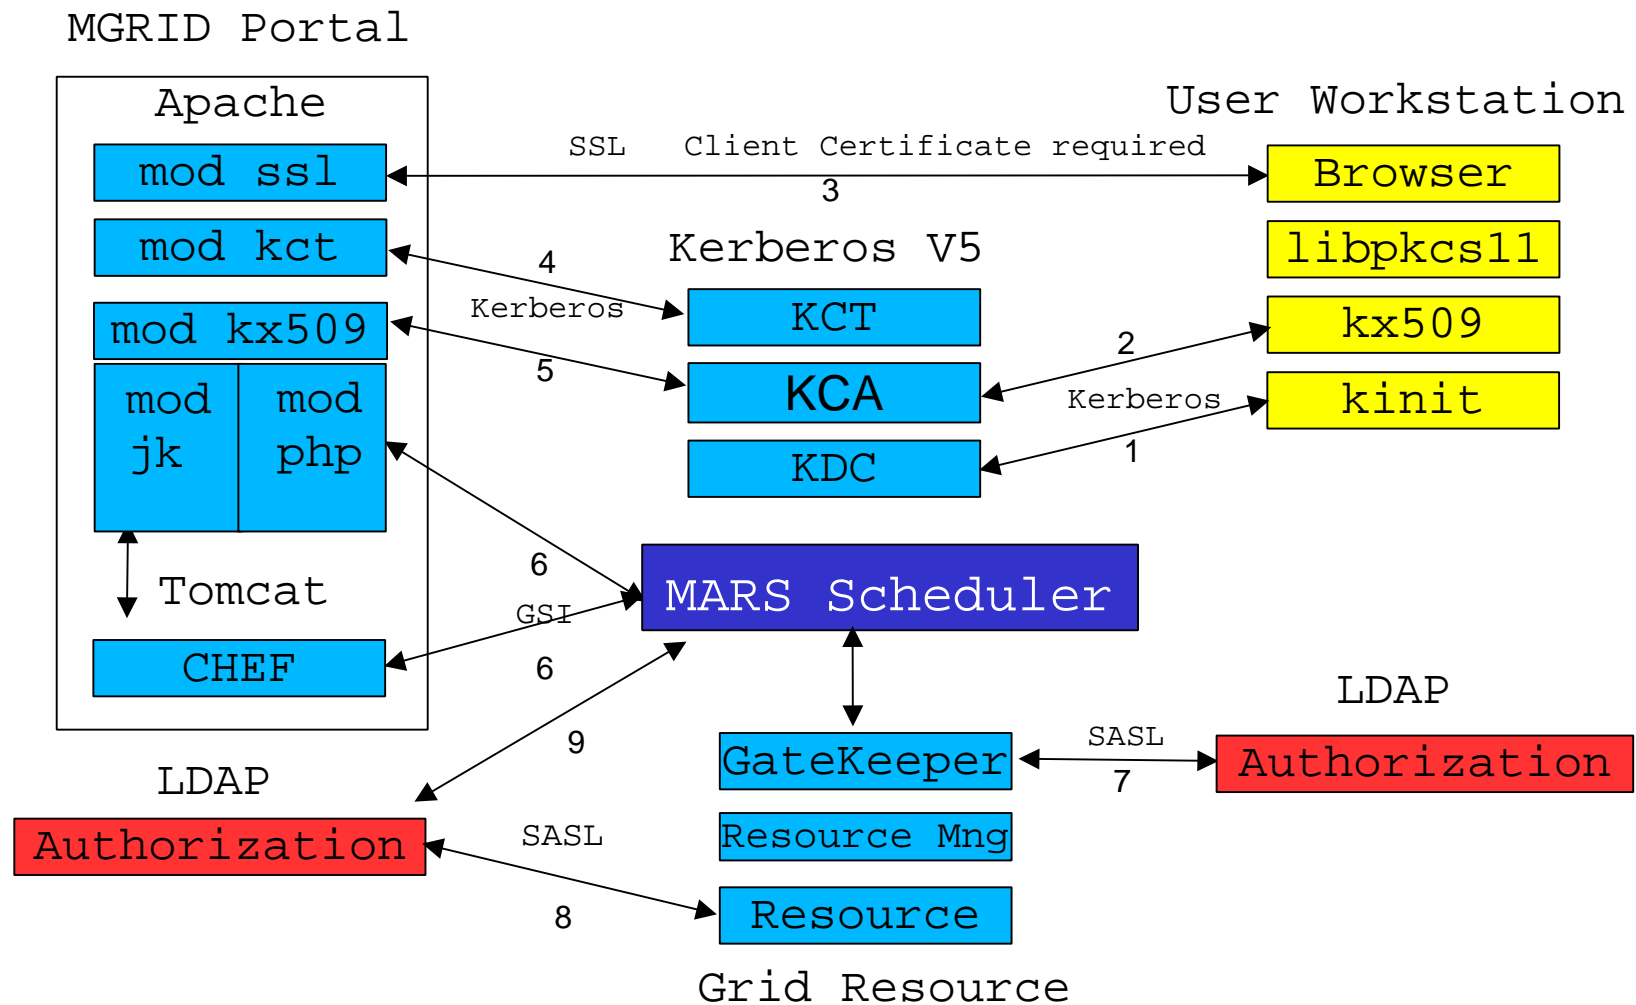 MGRID Portal
Apache
mod ssl
mod kct
mod kx509
mod
jk
mod
php
Tomcat
CHEF
SSL
Client Certificate required
3
User Workstation
Browser
libpkcs11
kx509
kinit
Kerberos V5
KCT
KCA
KDC
4
Kerberos
5
2
Kerberos
1
6
GSI
6
MARS Scheduler
9
LDAP
Authorization
SASL
8
GateKeeper
Resource Mng
Resource
Grid Resource
SASL
7
LDAP
Authorization